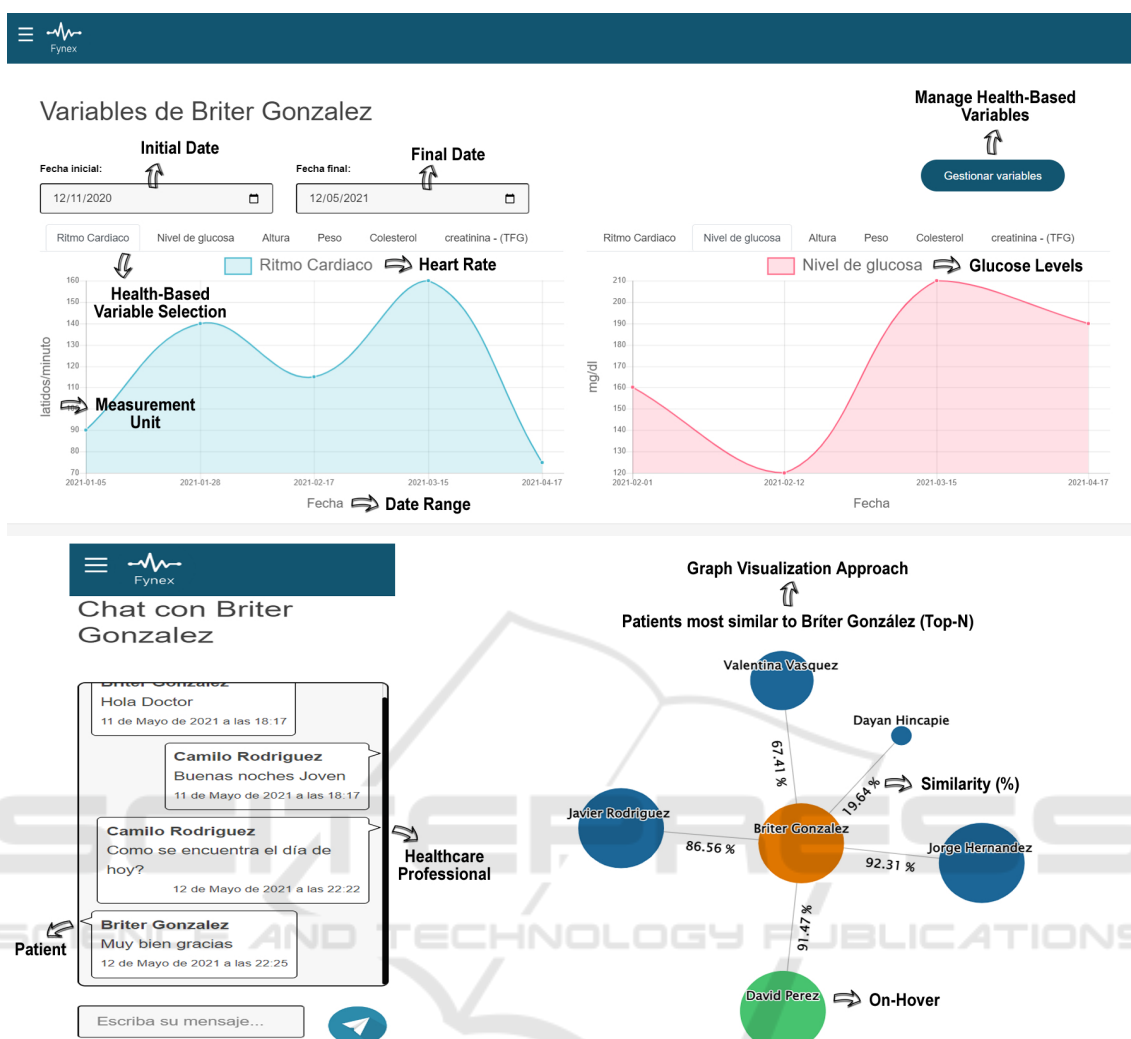 Fynex
Variables de Briter Gonzalez
Manage Health-Based
Variables
Initial Date
Final Date
Fecha inicial:
Fecha final:
Gestionar variables
12/11/2020
12/05/2021
Ritmo Cardiaco Nivel de glucosa Altura Peso Colesterol creatinina - (TFG)
Ritmo Cardiaco Nivel de glucosa Altura Peso Colesterol creatinina - (TFG)
Ritmo Cardiaco Heart Rate
Nivel de glucosa Glucose Levels
Health-Based
Variable Selection
latidos/minuto
160
150
140
130
120
110
90
80
70
Measurement
Unit
2021-01-05 2021-01-28 2021-02-17 2021-03-15 2021-04-17
Fecha Date Range
mg/dl
210
200
190
180
170
160
150
140
130
120
2021-02-01 2021-02-12 2021-03-15 2021-04-17
Fecha
Fynex
Chat con Briter
Gonzalez
Briter Gonzalez
Hola Doctor
11 de Mayo de 2021 a las 18:17
Camilo Rodriguez
Buenas noches Joven
11 de Mayo de 2021 a las 18:17
Camilo Rodriguez
Como se encuentra el día de
hoy?
12 de Mayo de 2021 a las 22:22
Healthcare
Professional
Briter Gonzalez
Muy bien gracias
12 de Mayo de 2021 a las 22:25
Patient
Escriba su mensaje...
Graph Visualization Approach
Patients most similar to Bríter González (Top-N)
Valentina Vasquez
Dayan Hincapie
67.41 %
19.64 %
Similarity (%)
Javier Rodriguez
Briter Gonzalez
Jorge Hernandez
86.56 %
92.31 %
91.47 %
David Perez
On-Hover
SCITEPRESS
SCIENCE AND TECHNOLOGY PUBLICATIONS